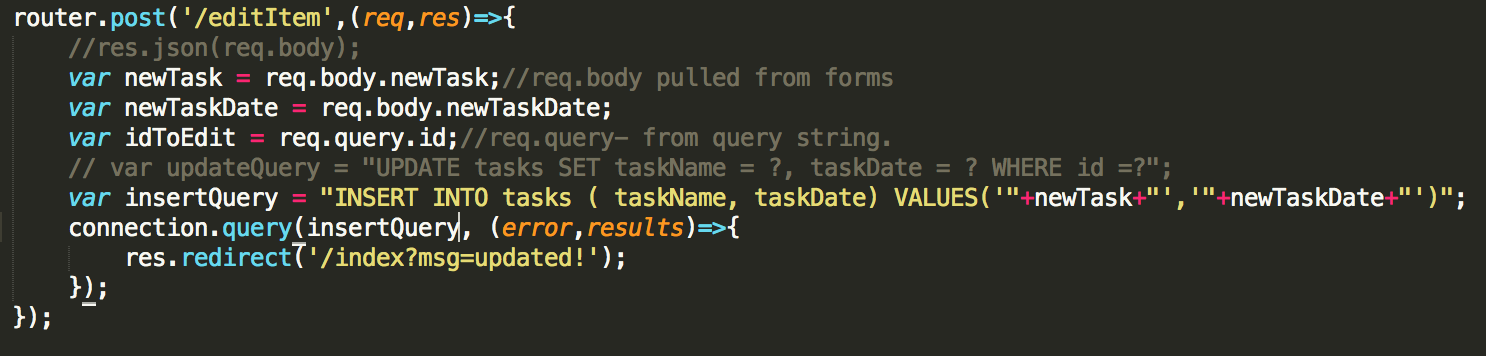 router.post('/editItem',(req,res)=>{
//res.json(req.body);
var newTask = req.body.newTask;//req.body pulled from forms
var newTaskDate = req.body.newTaskDate;
var idToEdit = req.query.id;//req.query- from query string.
// var updateQuery = "UPDATE tasks SET taskName = ?, taskDate = ? WHERE id =?";
var insertQuery = "INSERT INTO tasks ( taskName, taskDate) VALUES('"+newTask+"','"+newTaskDate+"')";
connection.query(insertQuery, (error,results)=>{
res.redirect('/index?msg=updated!');
});
});